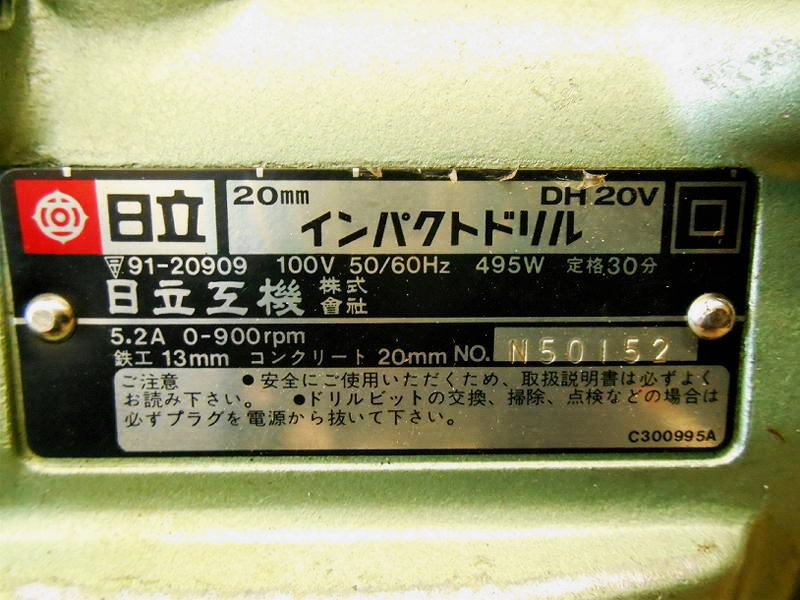 日立
20mm DH 20V
インパクトドリル
〒91-20909 100V 50/60Hz 495W 定格30分
日立工機 株式會社
5.2A 0-900rpm
鉄工 13mm コンクリート 20mm NO. N50152
ご注意 ●安全にご使用いただくため、取扱説明書は必ずよく
お読み下さい。 ●ドリルビットの交換、掃除、点検などの場合は
必ずプラグを電源から抜いて下さい。
C300995A